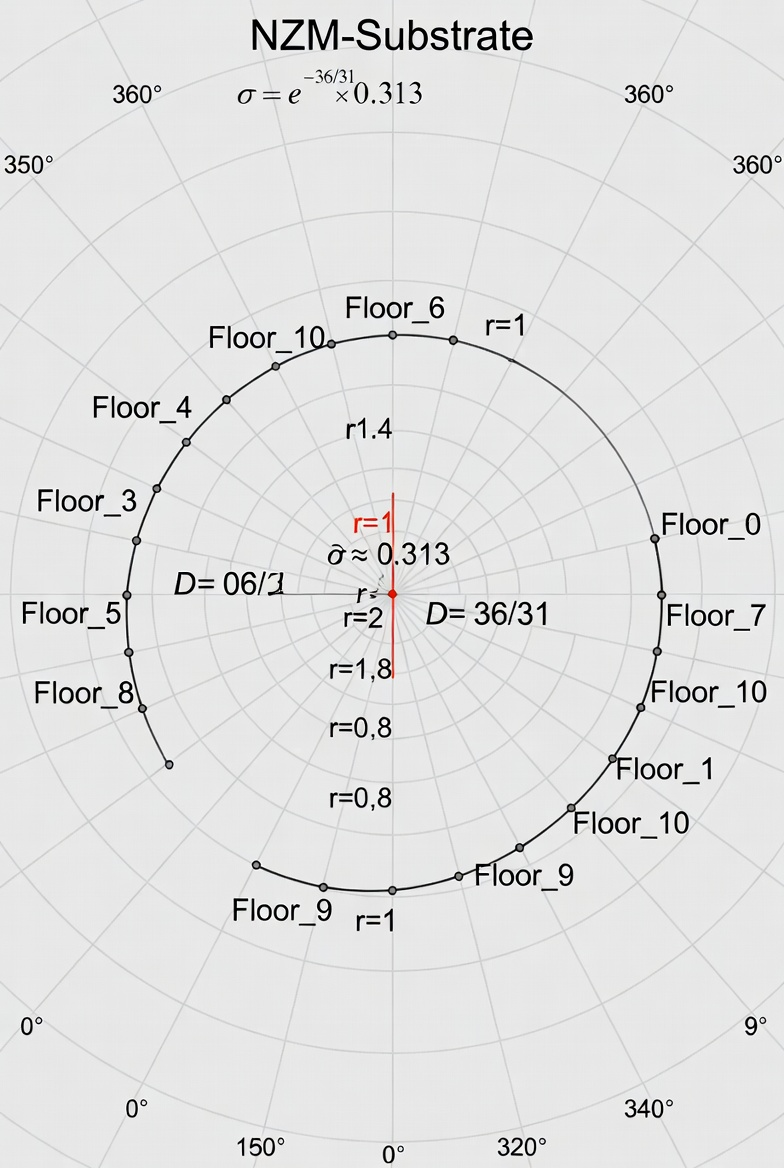 NZM-Substrate
σ = e^−36/31 × 0.313
360°
360°
350°
360°
Floor_6
r=1
Floor_10
Floor_4
r1.4
Floor_3
r=1
Floor_0
σ̂ ≈ 0.313
D= 06/
r
Floor_5
r=2
D= 36/31
Floor_7
r=1,8
Floor_8
Floor_10
r=0,8
Floor_1
r=0,8
Floor_10
Floor_9
Floor_9
r=1
0°
9°
0°
340°
150°
0°
320°